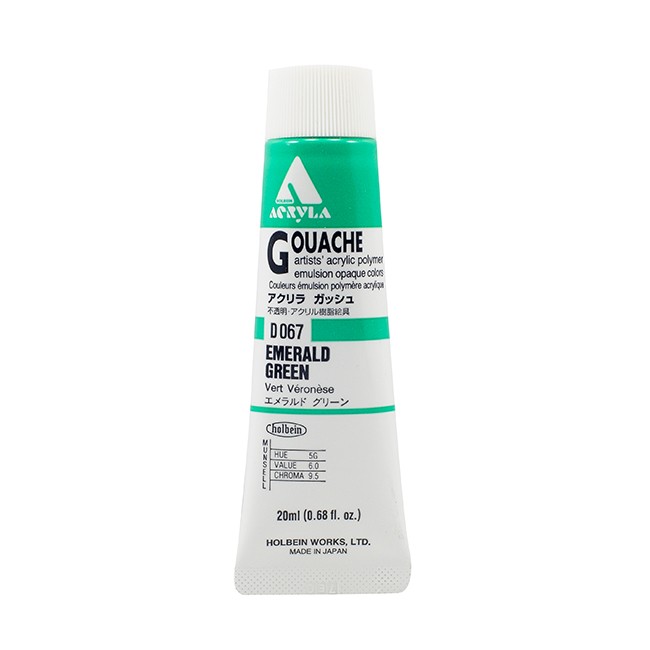 HOLBEIN
ACRYLA
GOUACHE
artists' acrylic polymer
emulsion opaque colors
Couleurs émulsion polymère acrylique
アクリラ ガッシュ
不透明・アクリル樹脂絵具
D 067
EMERALD
GREEN
Vert Véronèse
エメラルド グリーン
holbein
MUNSELL
HUE 5G
VALUE 6.0
CHROMA 9.5
20ml (0.68 fl. oz.)
HOLBEIN WORKS, LTD.
MADE IN JAPAN